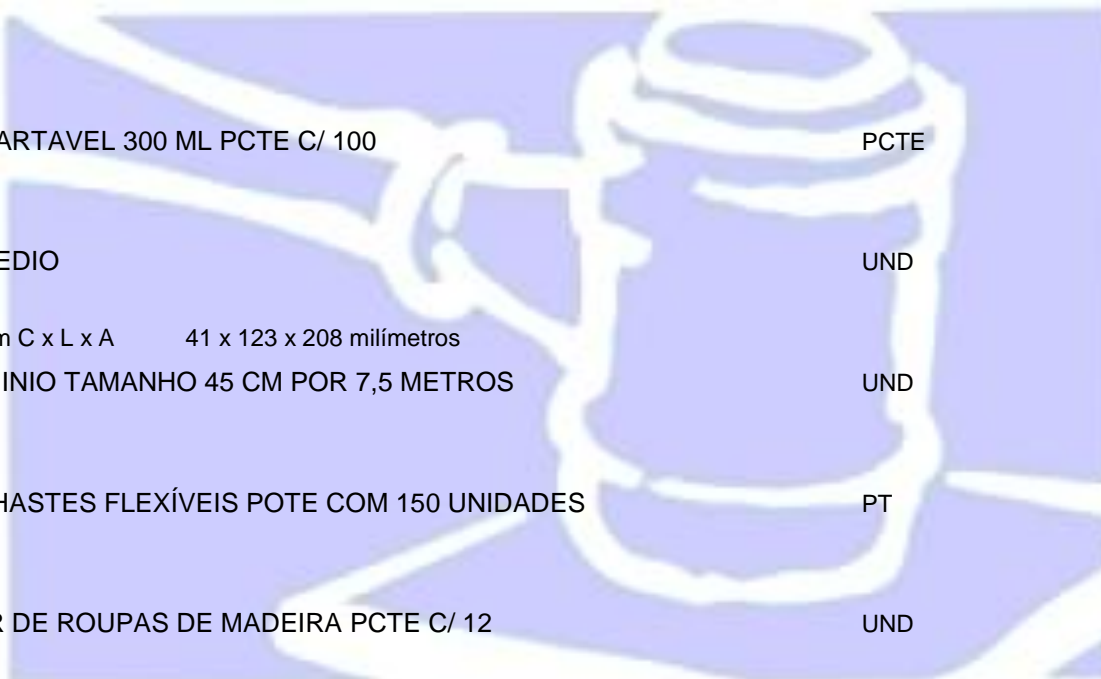 ARTAVEL 300 ML PCTE C/ 100 PCTE
EDIO UND
m C x L x A 41 x 123 x 208 milímetros
INIO TAMANHO 45 CM POR 7,5 METROS UND
HASTES FLEXÍVEIS POTE COM 150 UNIDADES PT
R DE ROUPAS DE MADEIRA PCTE C/ 12 UND